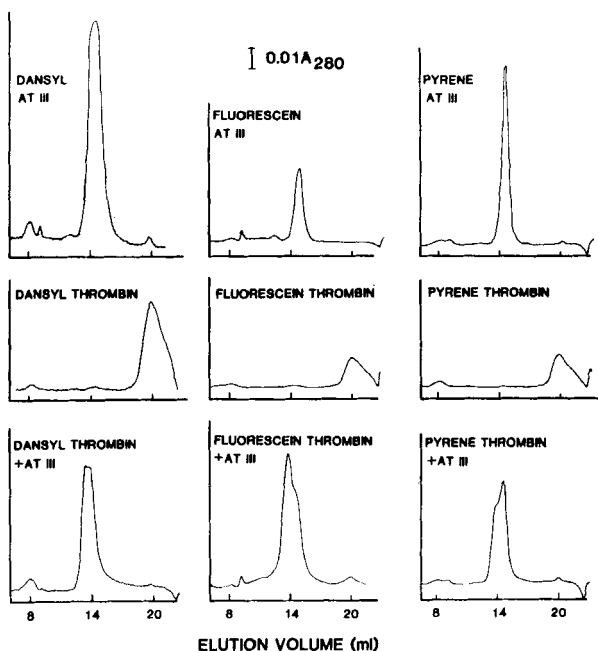 DANSYL
AT III
0.01A280
FLUORESCEIN
AT III
PYRENE
AT III
DANSYL THROMBIN
FLUORESCEIN THROMBIN
PYRENE THROMBIN
DANSYL THROMBIN
+AT III
FLUORESCEIN THROMBIN
+AT III
PYRENE THROMBIN
+AT III
8 14 20 8 14 20 8 14 20
ELUTION VOLUME (ml)